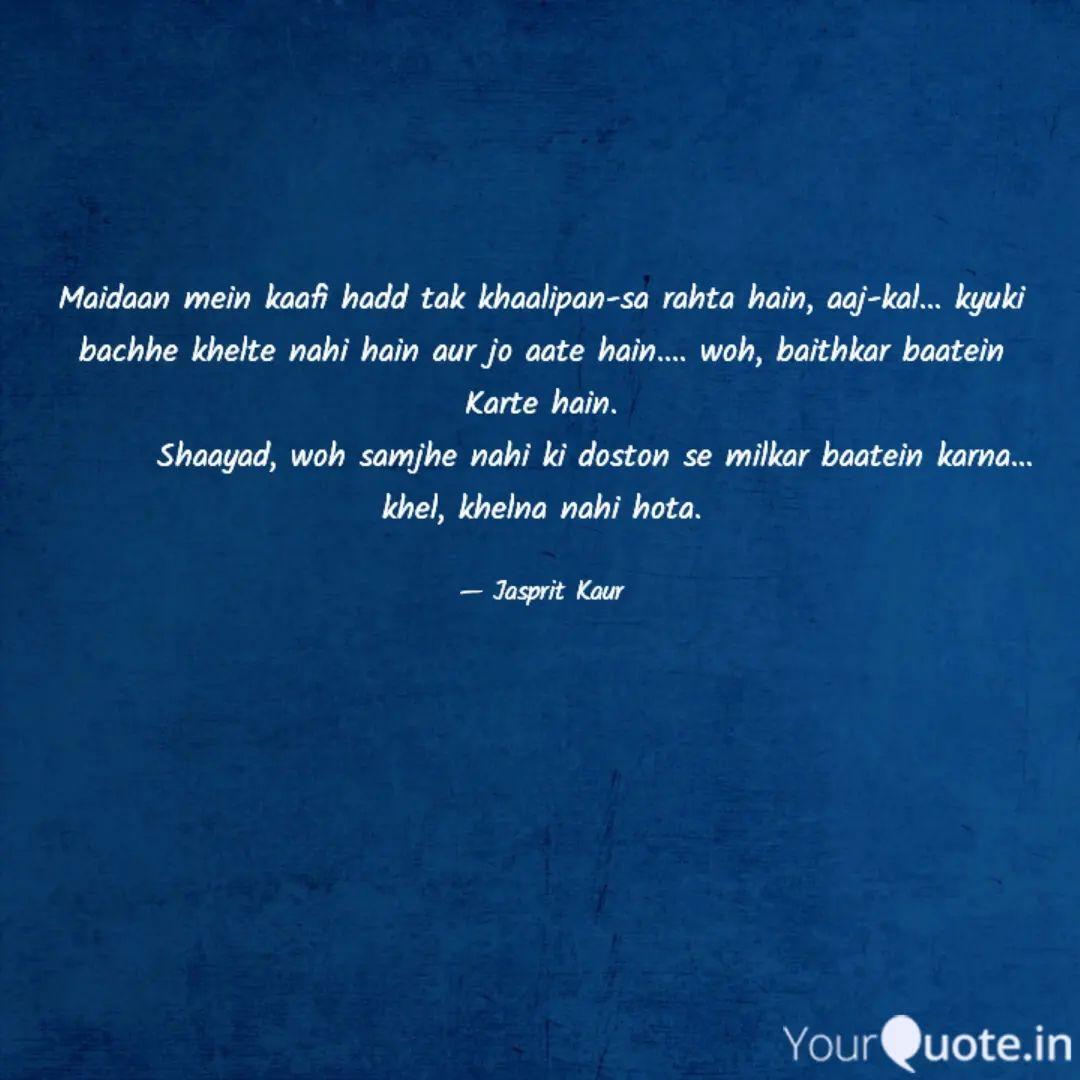 Maidaan mein kaafi hadd tak khaalipan-sa rahta hain, aaj-kal... kyuki
bachhe khelte nahi hain aur jo aate hain.... woh, baithkar baatein
Karte hain.
Shaayad, woh samjhe nahi ki doston se milkar baatein karna...
khel, khelna nahi hota.
— Jasprit Kaur
YourQuote.in